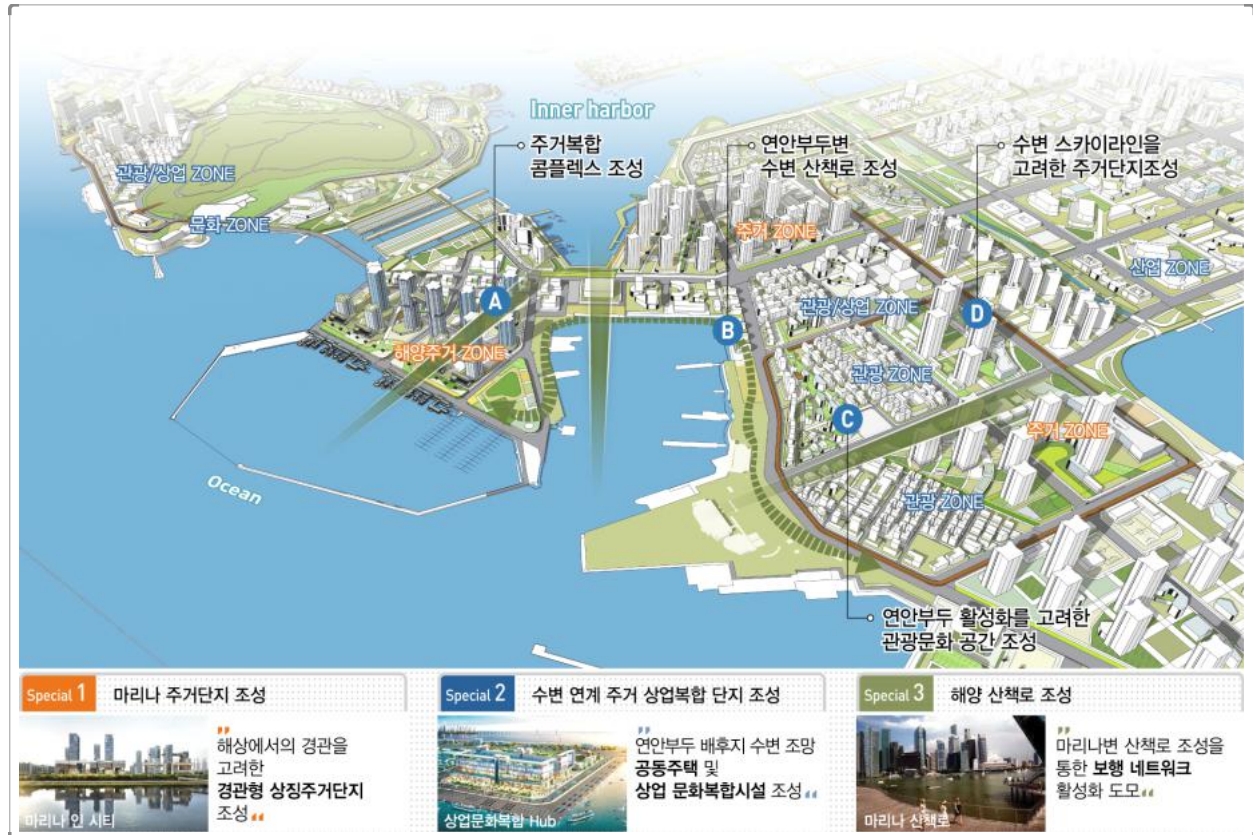 Inner harbor
주거복합
콤플렉스 조성
연안부두변
수변 산책로 조성
수변 스카이라인을
고려한 주거단지조성
관광/상업 ZONE
문화 ZONE
주거 ZONE
산업 ZONE
관광/상업 ZONE
A
B
D
해양주거 ZONE
관광 ZONE
C
주거 ZONE
Ocean
관광 ZONE
연안부두 활성화를 고려한
관광문화 공간 조성
Special 1 마리나 주거단지 조성
"해상에서의 경관을
고려한
경관형 상징주거단지
조성"
마리나 인 시티
Special 2 수변 연계 주거 상업복합 단지 조성
"연안부두 배후지 수변 조망
공동주택 및
상업 문화복합시설 조성"
상업문화복합 Hub
Special 3 해양 산책로 조성
"마리나변 산책로 조성을
통한 보행 네트워크
활성화 도모"
마리나 산책로